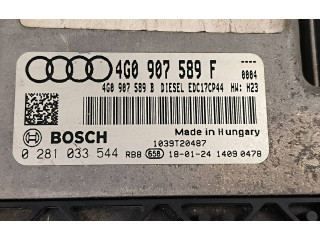 4G0 907 589 F ----
0004
4G0 907 589 B DIESEL EDC17CP44 HW: H23
BOSCH
Made in Hungary
1039T20487
0 281 033 544 RB8 658 18-01-24 1409 0478